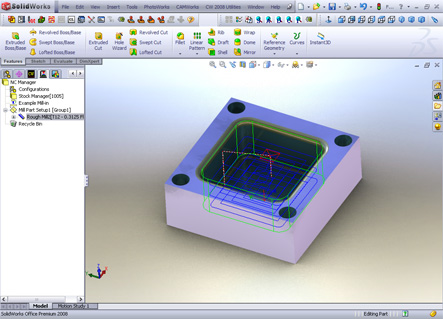 SolidWorks
File Edit View Insert Tools PhotoWorks CAMWorks CW 2008 Utilities Window Help
Extruded Boss/Base
Revolved Boss/Base
Swept Boss/Base
Lofted Boss/Base
Extruded Cut
Hole Wizard
Revolved Cut
Swept Cut
Lofted Cut
Fillet
Linear Pattern
Rib
Draft
Shell
Wrap
Dome
Mirror
Reference Geometry
Curves
Instant3D
Features Sketch Evaluate DimXpert
NC Manager
Configurations
Stock Manager[1005]
Example Mill-in
Mill Part Setup1 [Group1]
Rough Mill2[T12 - 0.3125 Fl
Recycle Bin
Model Motion Study 1
SolidWorks Office Premium 2008
Editing Part